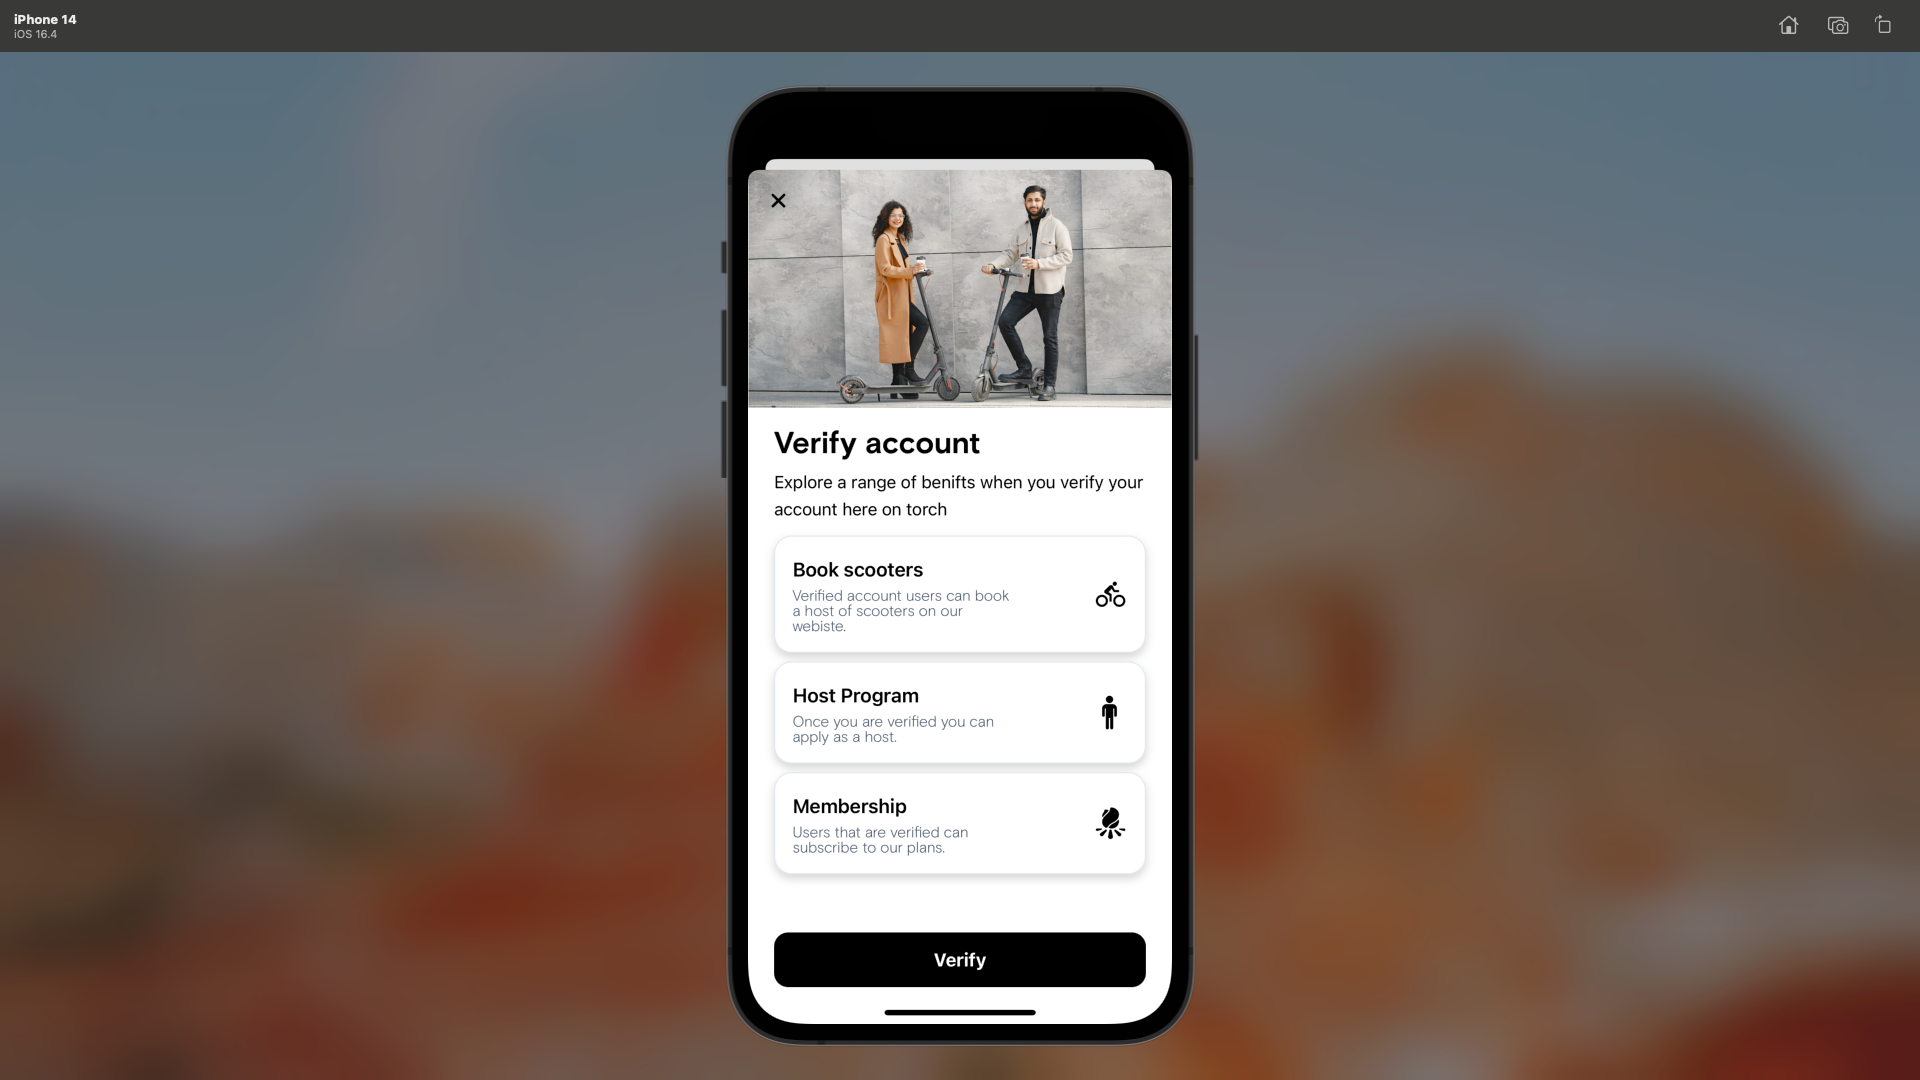 iPhone 14
iOS 16.4
Verify account
Explore a range of benifts when you verify your
account here on torch
Book scooters
Verified account users can book
a host of scooters on our
webiste.
Host Program
Once you are verified you can
apply as a host.
Membership
Users that are verified can
subscribe to our plans.
Verify